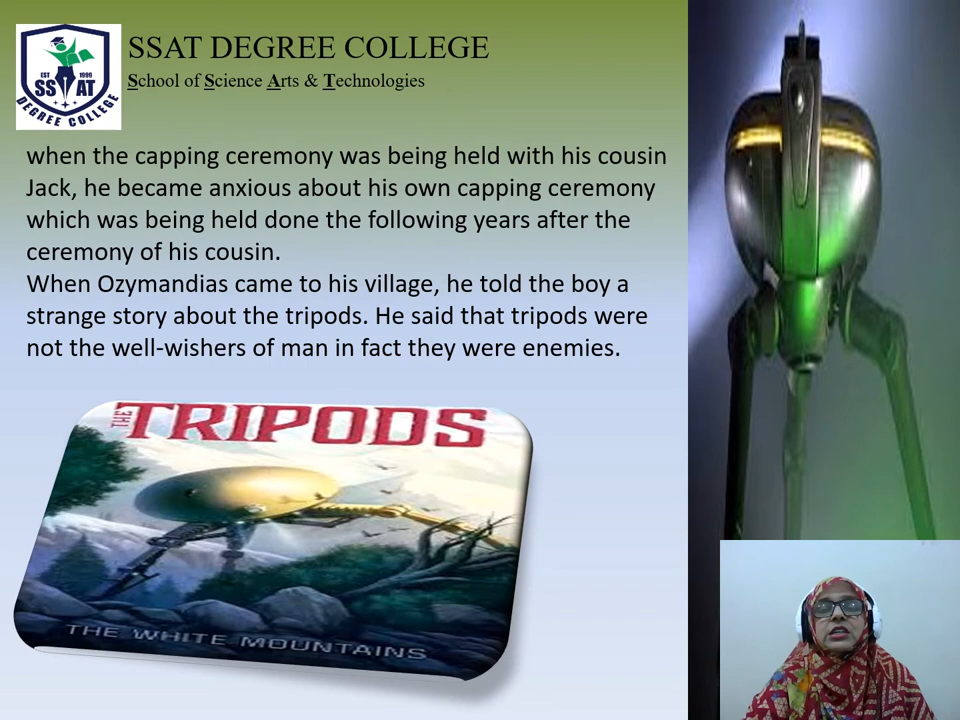 SSAT DEGREE COLLEGE
School of Science Arts & Technologies
EST 1999
SS AT
DEGREE COLLEGE
when the capping ceremony was being held with his cousin
Jack, he became anxious about his own capping ceremony
which was being held done the following years after the
ceremony of his cousin.
When Ozymandias came to his village, he told the boy a
strange story about the tripods. He said that tripods were
not the well-wishers of man in fact they were enemies.
THE TRIPODS
THE WHITE MOUNTAINS